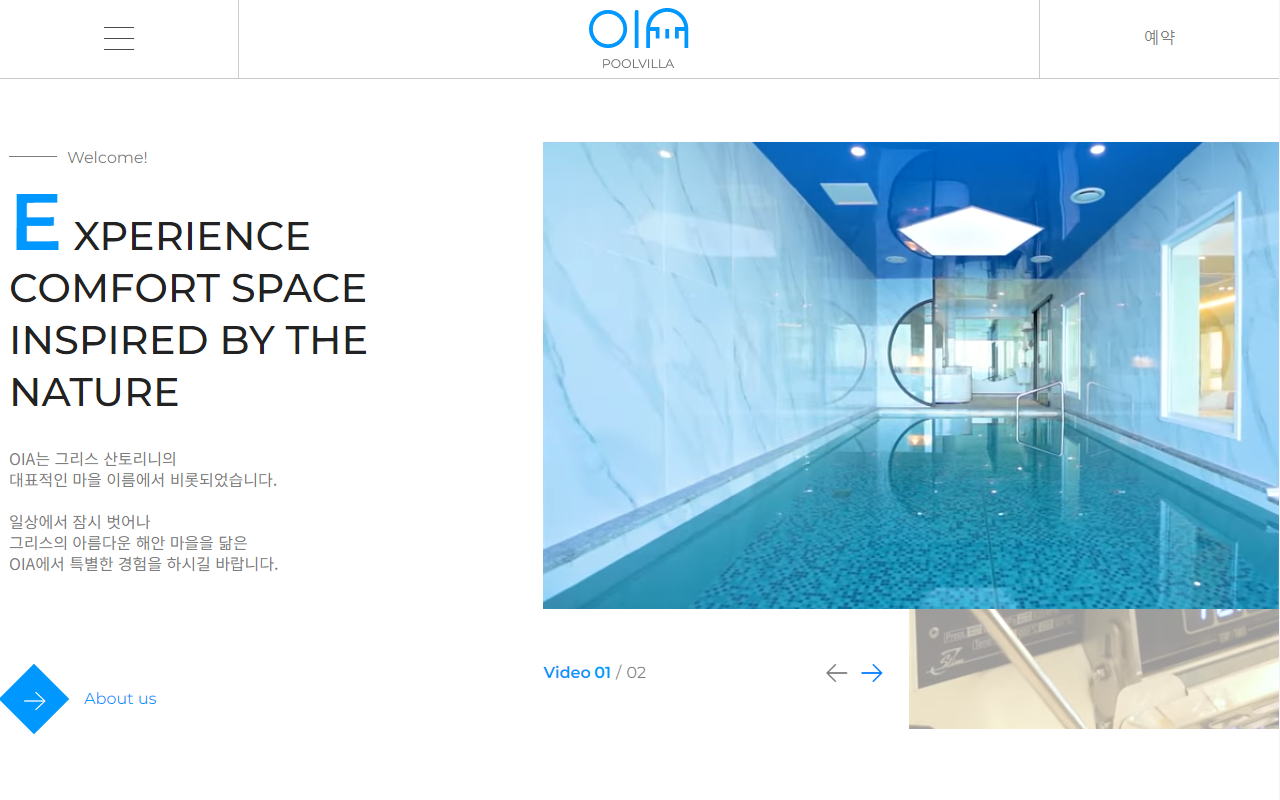 OIA
POOLVILLA
예약
Welcome!
E XPERIENCE
COMFORT SPACE
INSPIRED BY THE
NATURE
OIA는 그리스 산토리니의
대표적인 마을 이름에서 비롯되었습니다.
일상에서 잠시 벗어나
그리스의 아름다운 해안 마을을 닮은
OIA에서 특별한 경험을 하시길 바랍니다.
Video 01 / 02
About us